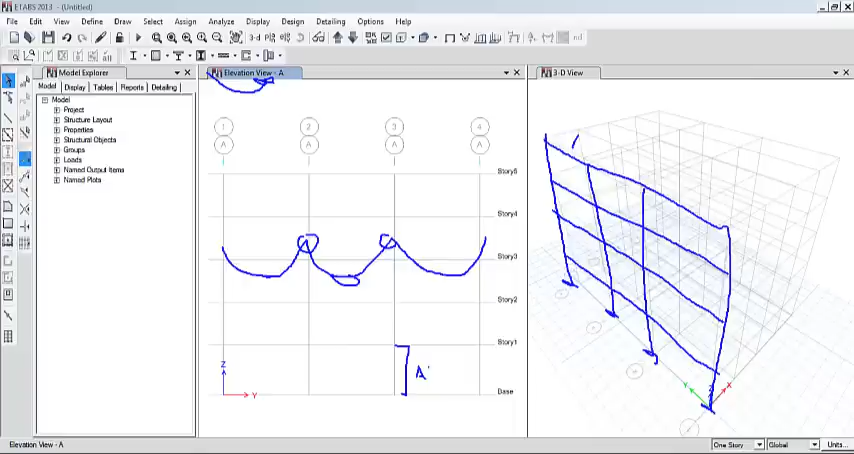 ETABS 2013 - (Untitled)
File Edit View Define Draw Select Assign Analyze Display Design Detailing Options Help
3-d
nd
Model Explorer
Elevation View - A
3-D View
Model Display Tables Reports Detailing
Model
Project
Structure Layout
Properties
Structural Objects
Groups
Loads
Named Output Items
Named Plots
1 2 3 4
A A A A
Story5
Story4
Story3
Story2
Story1
Base
A'
Z
Y
Y Z X
Elevation View - A
One Story Global Units...